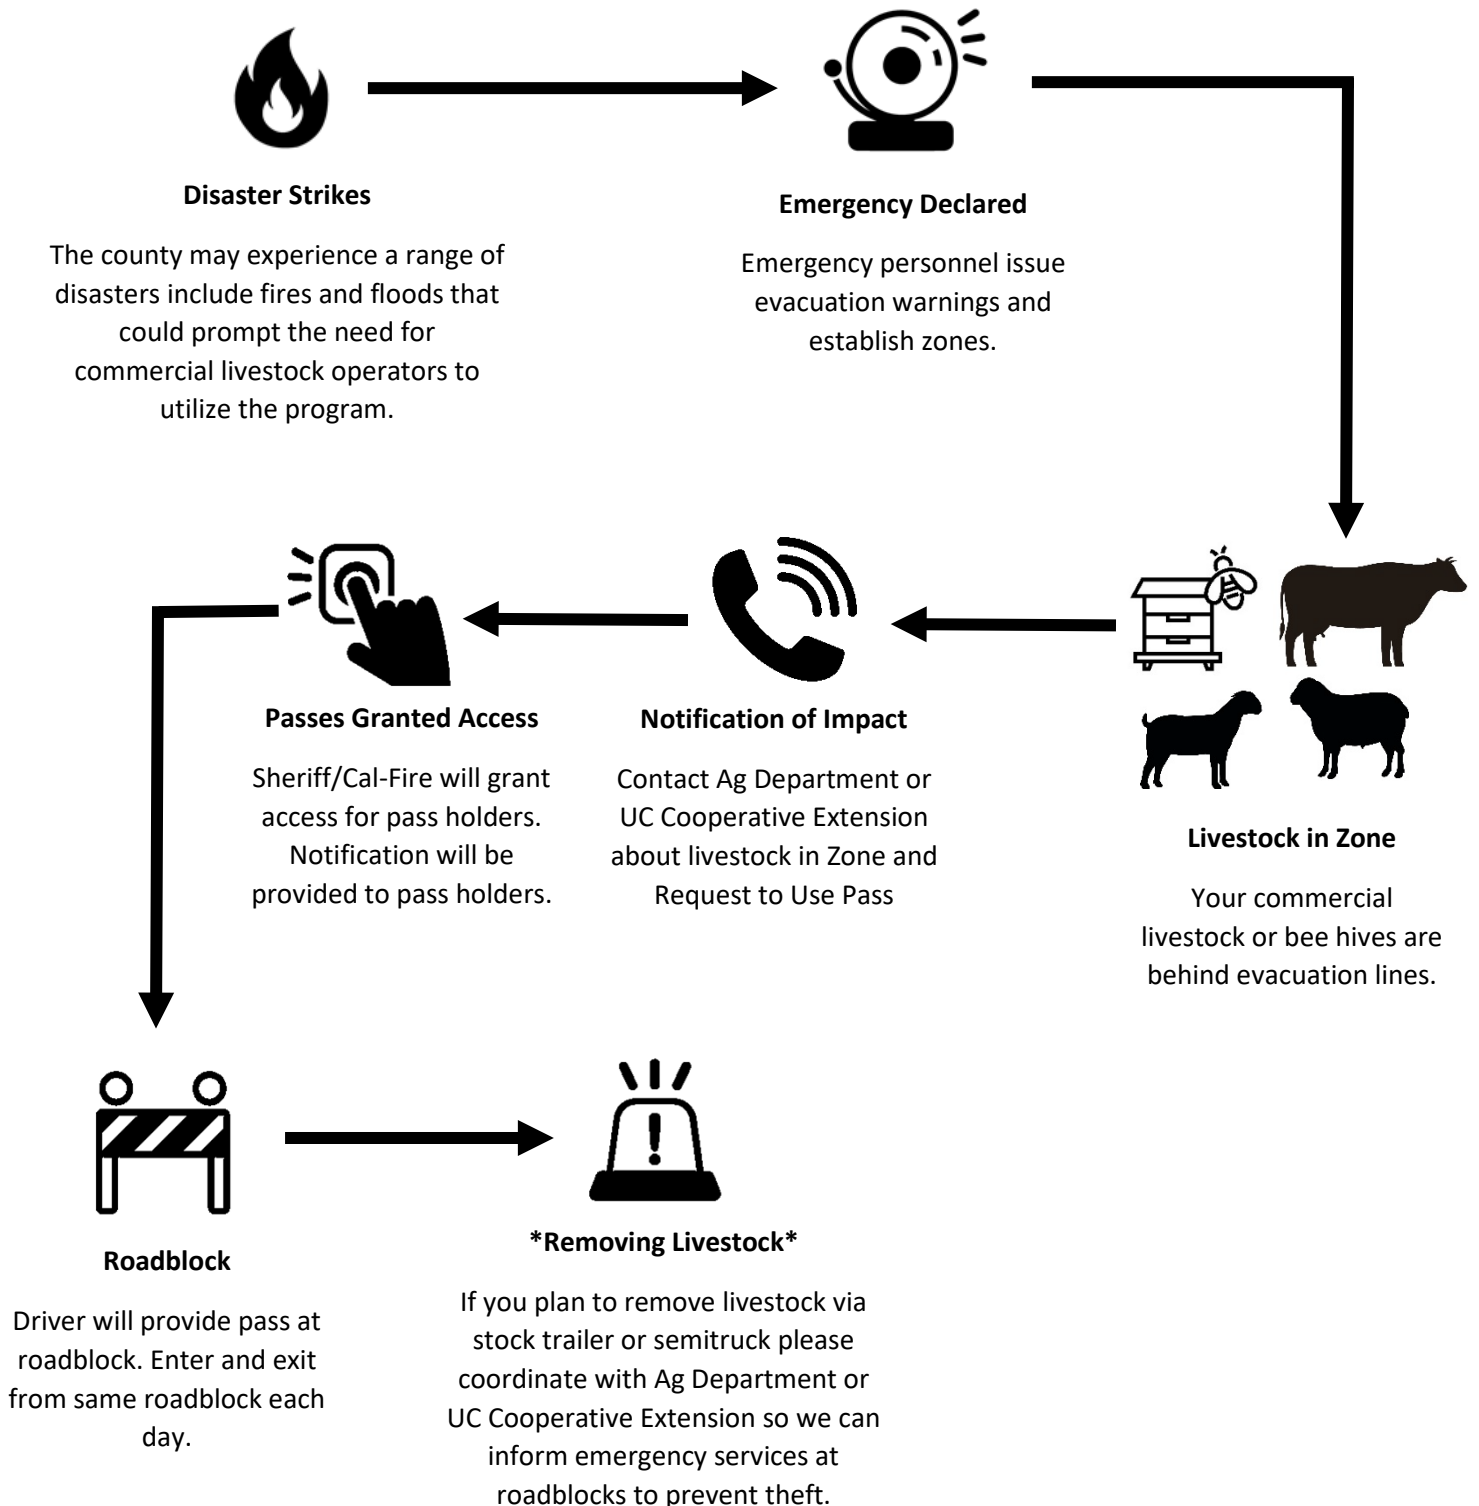 Disaster Strikes
The county may experience a range of
disasters include fires and floods that
could prompt the need for
commercial livestock operators to
utilize the program.
Emergency Declared
Emergency personnel issue
evacuation warnings and
establish zones.
Livestock in Zone
Your commercial
livestock or bee hives are
behind evacuation lines.
Notification of Impact
Contact Ag Department or
UC Cooperative Extension
about livestock in Zone and
Request to Use Pass
Passes Granted Access
Sheriff/Cal-Fire will grant
access for pass holders.
Notification will be
provided to pass holders.
Roadblock
Driver will provide pass at
roadblock. Enter and exit
from same roadblock each
day.
*Removing Livestock*
If you plan to remove livestock via
stock trailer or semitruck please
coordinate with Ag Department or
UC Cooperative Extension so we can
inform emergency services at
roadblocks to prevent theft.